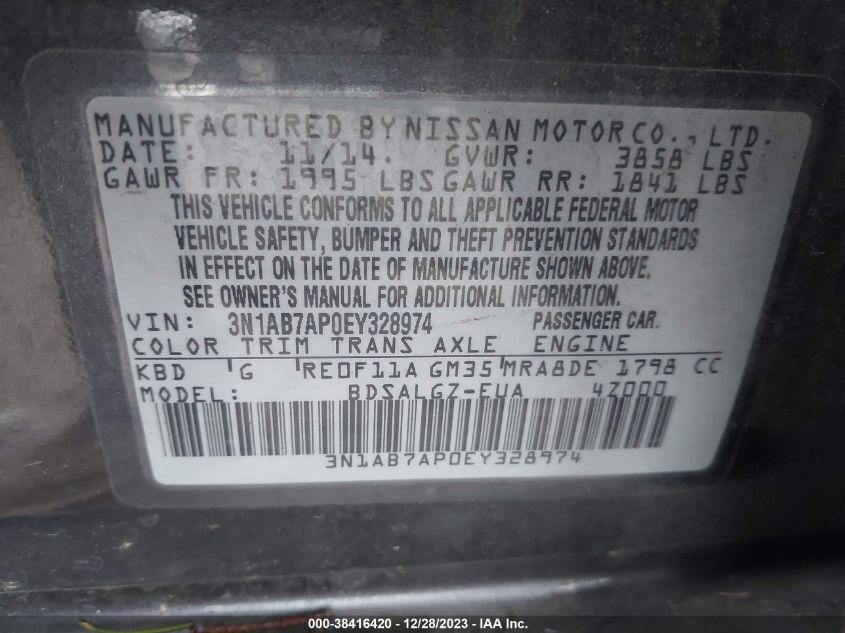 MANUFACTURED BY NISSAN MOTOR CO., LTD.
DATE: 11/14. GVWR: 3858 LBS
GAWR FR: 1995 LBS GAWR RR: 1841 LBS
THIS VEHICLE CONFORMS TO ALL APPLICABLE FEDERAL MOTOR
VEHICLE SAFETY, BUMPER AND THEFT PREVENTION STANDARDS
IN EFFECT ON THE DATE OF MANUFACTURE SHOWN ABOVE.
SEE OWNER'S MANUAL FOR ADDITIONAL INFORMATION.
VIN: 3N1AB7AP0EY328974 PASSENGER CAR.
COLOR TRIM TRANS AXLE ENGINE
KBD G RE0F11A GM35 MRA8DE 1798 CC
MODEL: BDSALGZ-EUA 4Z000
3N1AB7AP0EY328974
000-38416420 - 12/28/2023 - IAA Inc.